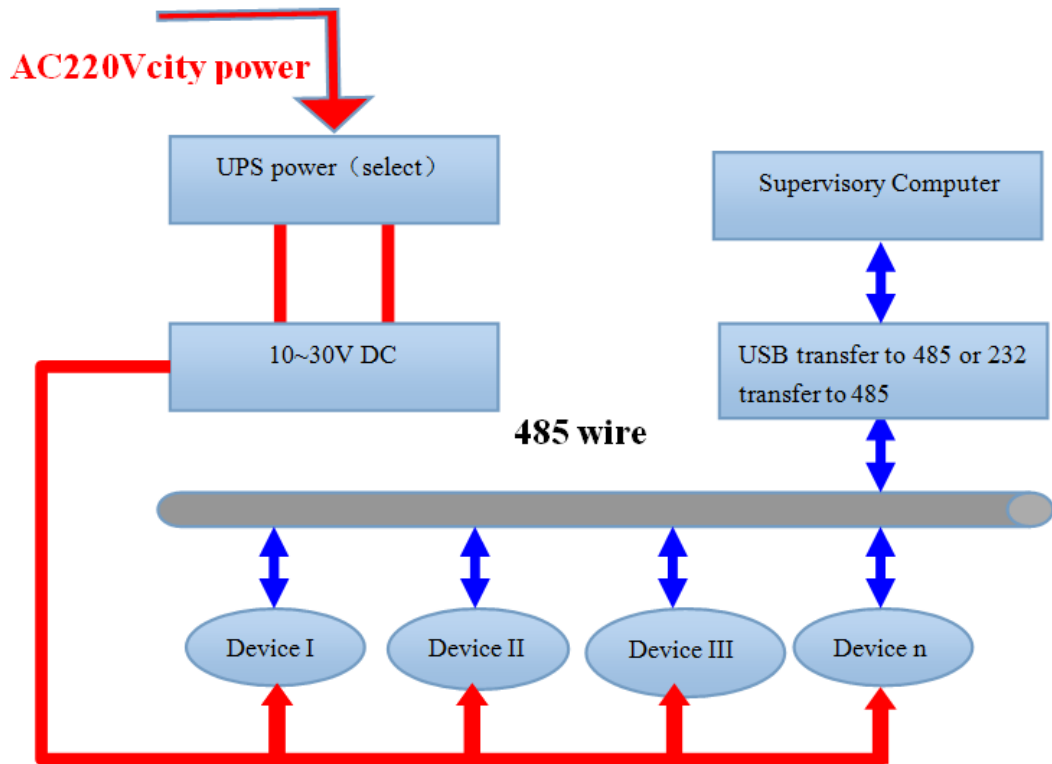 AC220Vcity power
UPS power（select）
Supervisory Computer
10~30V DC
USB transfer to 485 or 232
transfer to 485
485 wire
Device I
Device II
Device III
Device n